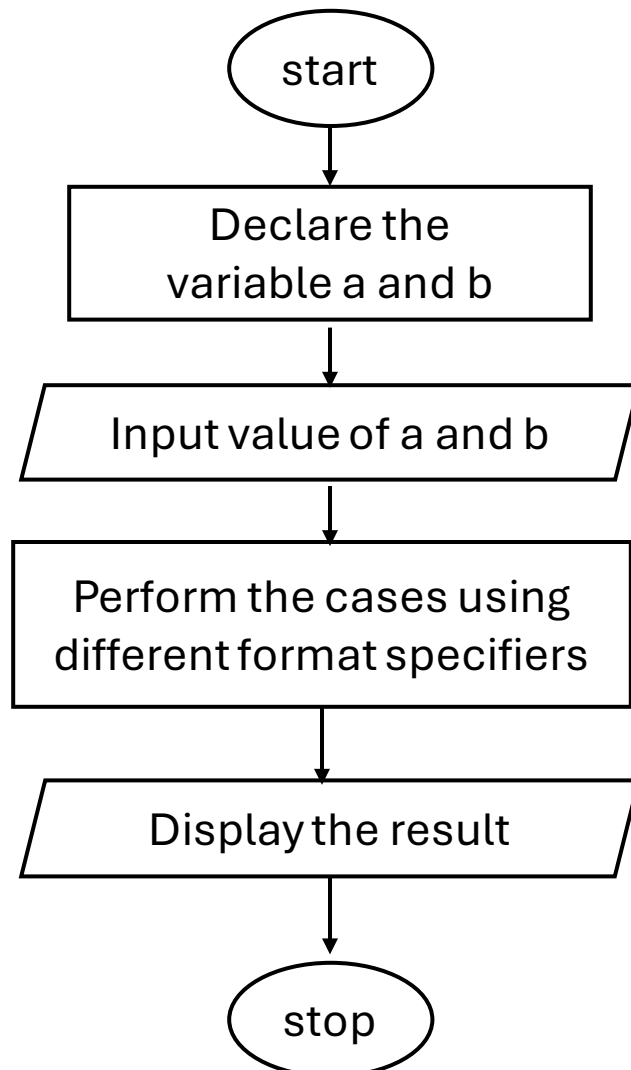 start
Declare the
variable a and b
Input value of a and b
Perform the cases using
different format specifiers
Display the result
stop